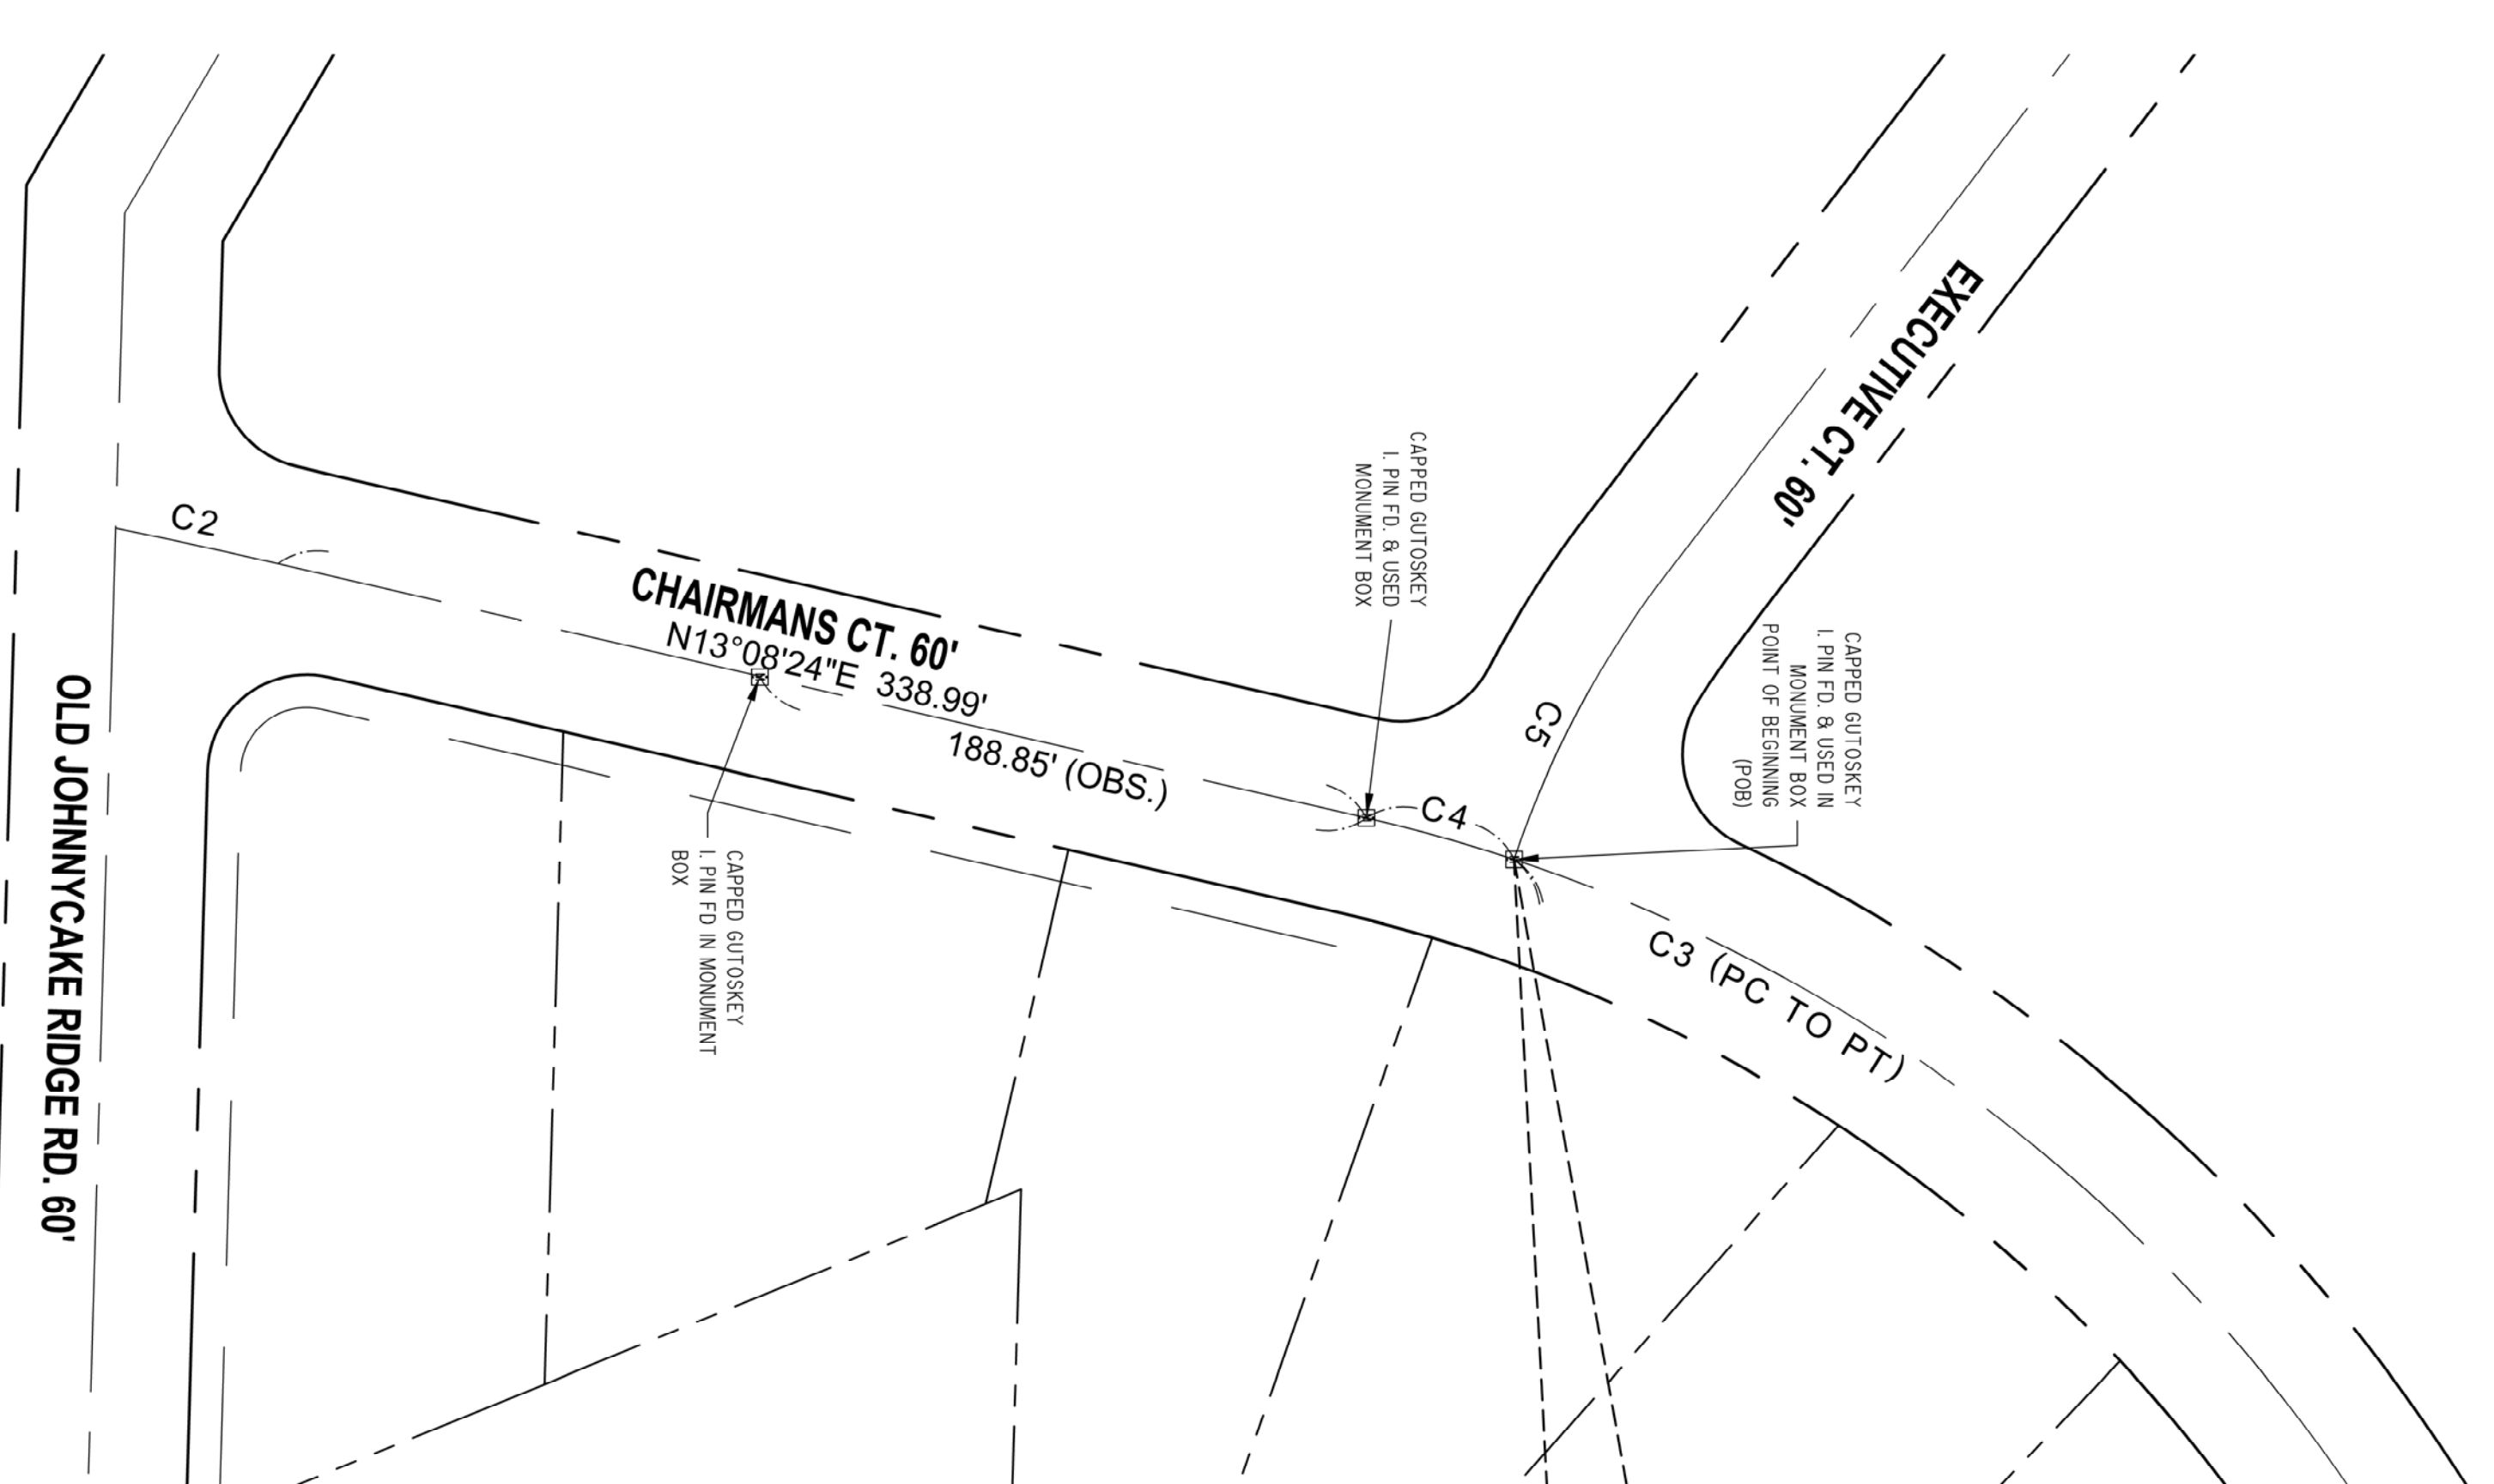 EXECUTIVE CT. 60'
CAPPED GUTOSKEY
I. PIN FD. & USED
MONUMENT BOX
C2
CHAIRMANS CT. 60'
N13°08'24"E 338.99'
188.85' (OBS.)
C5
CAPPED GUTOSKEY
I. PIN FD. & USED IN
MONUMENT BOX
POINT OF BEGINNING
(POB)
C4
OLD JOHNNYCAKE RIDGE RD. 60'
CAPPED GUTOSKEY
I. PIN FD IN MONUMENT
BOX
C3 (PC TO PT)